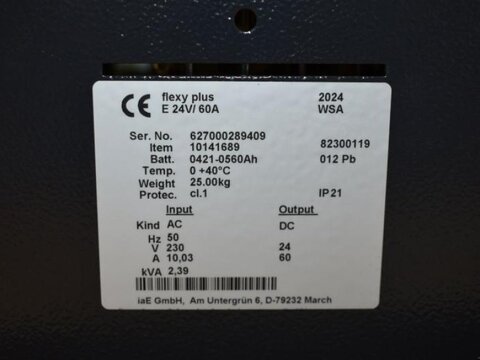 CE flexy plus 2024
E 24V/ 60A WSA
Ser. No. 627000289409
Item 10141689 82300119
Batt. 0421-0560Ah 012 Pb
Temp. 0 +40°C
Weight 25.00kg
Protec. cl.1 IP21
Input Output
Kind AC DC
Hz 50
V 230 24
A 10,03 60
kVA 2,39
iaE GmbH, Am Untergrün 6, D-79232 March